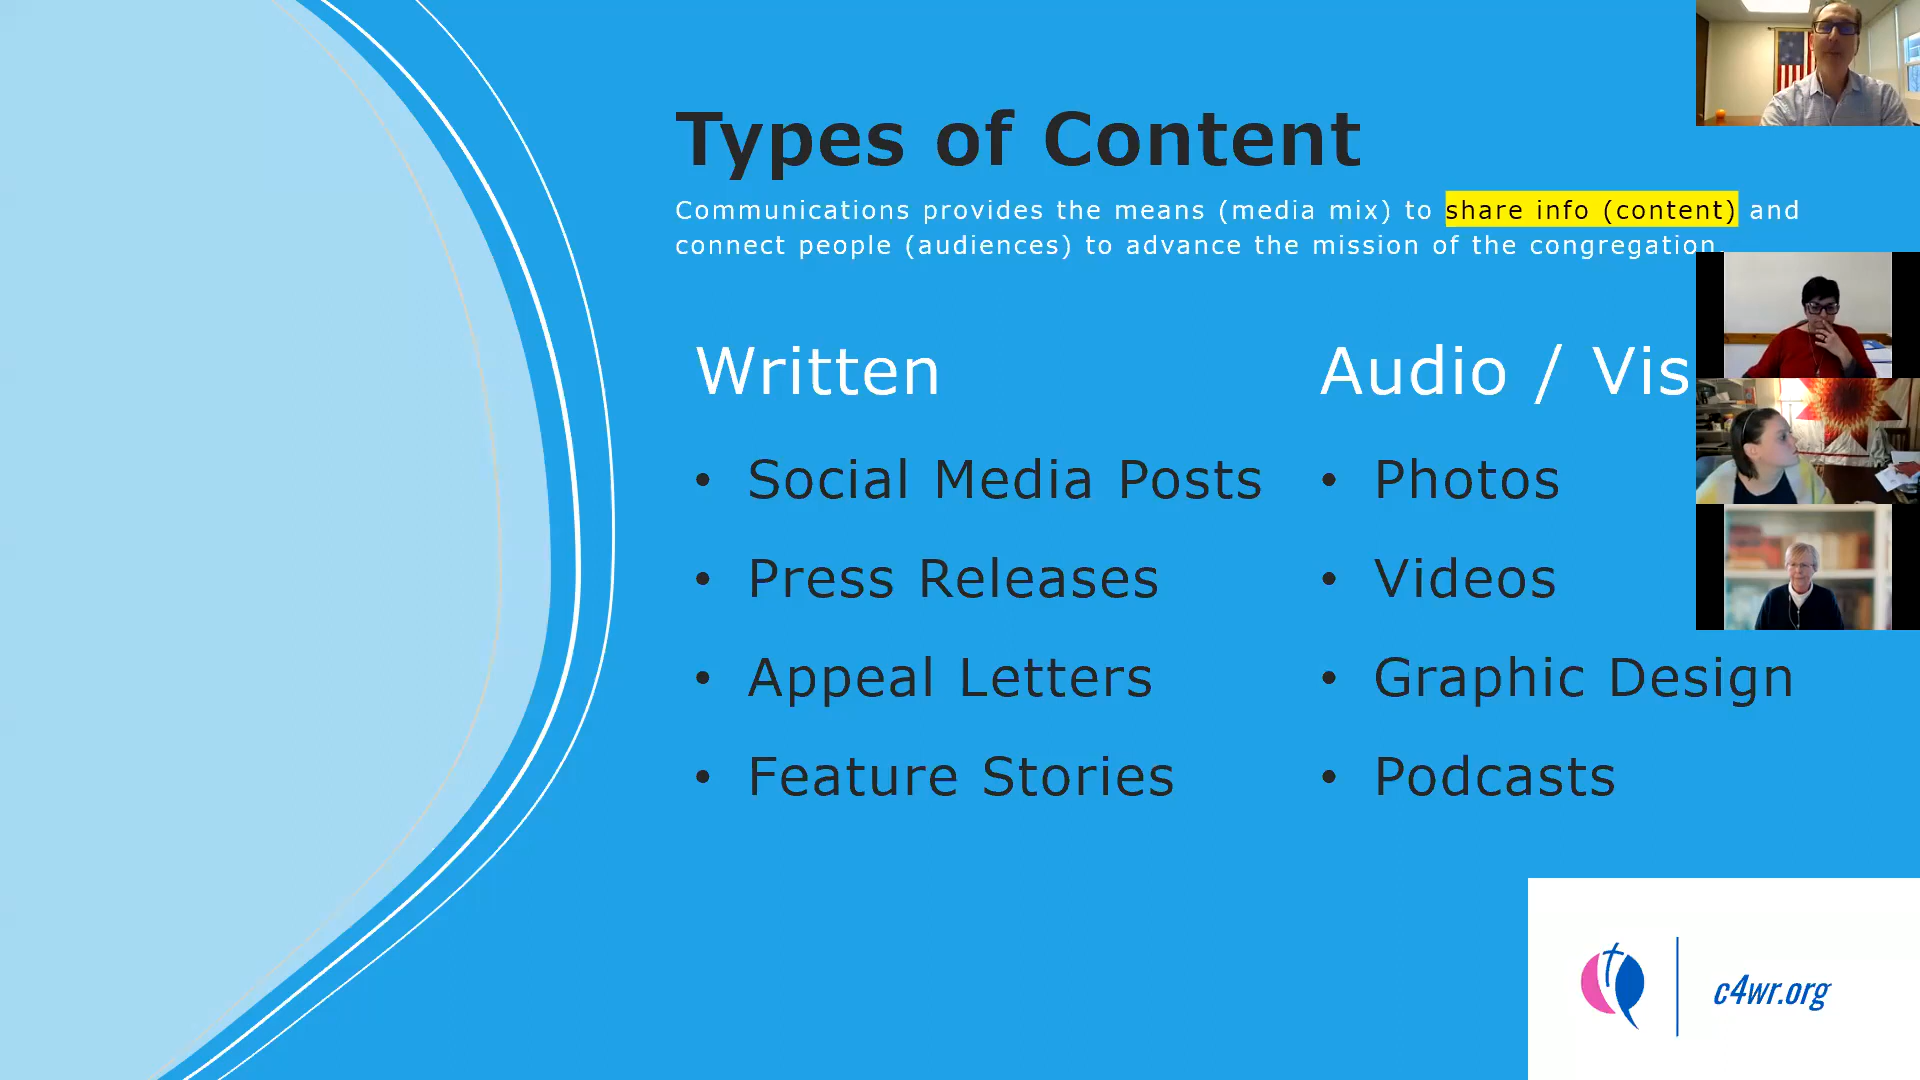 Types of Content
Communications provides the means (media mix) to share info (content) and
connect people (audiences) to advance the mission of the congregation.
Written
Social Media Posts
Press Releases
Appeal Letters
Feature Stories
Audio / Vis
Photos
Videos
Graphic Design
Podcasts
c4wr.org